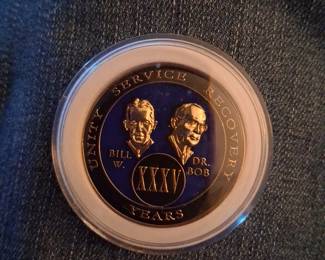 UNITY SERVICE RECOVERY
BILL W.
DR. BOB
XXXV
YEARS